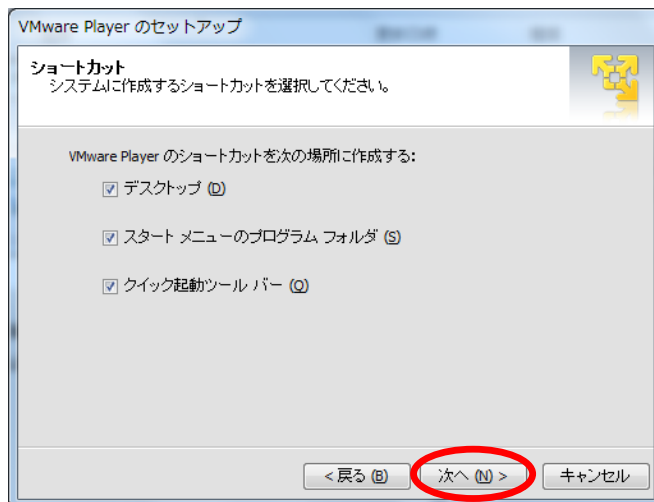 VMware Player のセットアップ
ショートカット
システムに作成するショートカットを選択してください。
VMware Player のショートカットを次の場所に作成する:
デスクトップ (D)
スタート メニューのプログラム フォルダ (S)
クイック起動ツール バー (Q)
< 戻る (B)
次へ (N) >
キャンセル